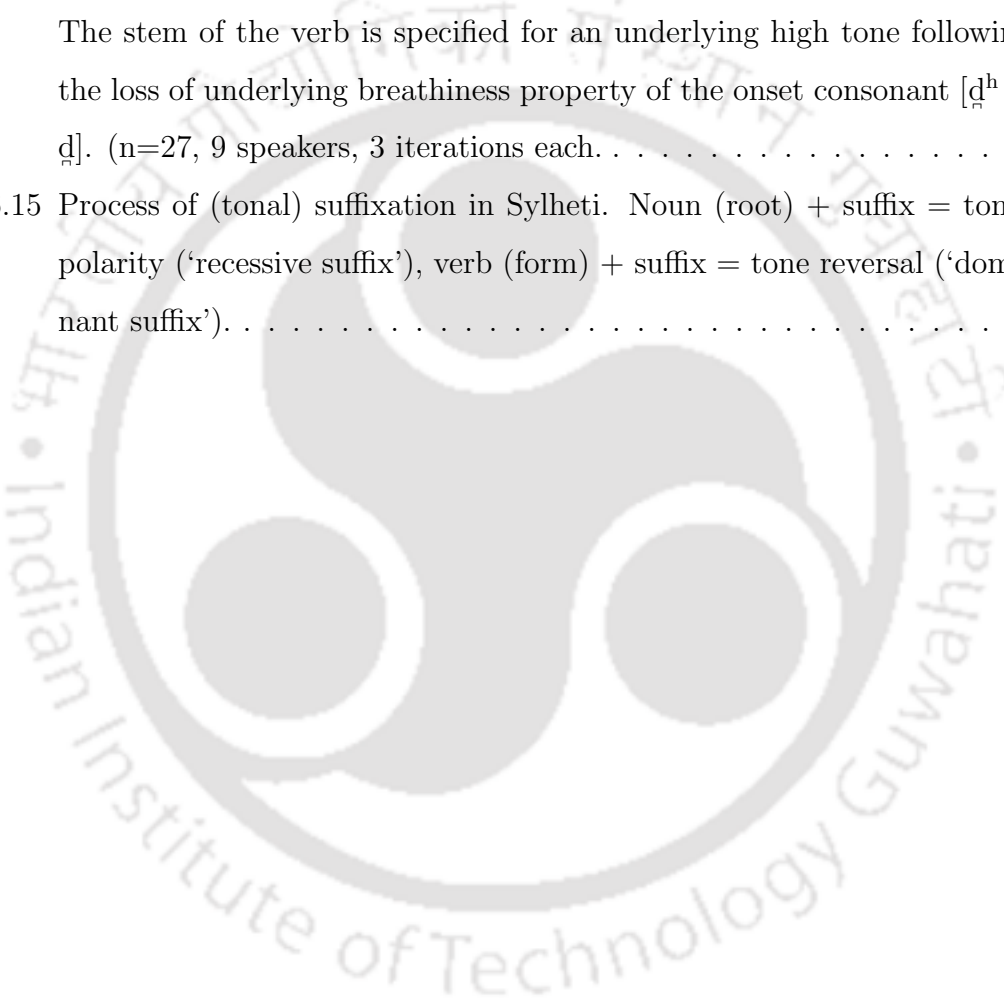 The stem of the verb is specified for an underlying high tone followin
the loss of underlying breathiness property of the onset consonant [d̪ʰ
d̪]. (n=27, 9 speakers, 3 iterations each. . . . . . . . . . . . . . . . . .
.15 Process of (tonal) suffixation in Sylheti. Noun (root) + suffix = ton
polarity (‘recessive suffix’), verb (form) + suffix = tone reversal (‘dom
nant suffix’). . . . . . . . . . . . . . . . . . . . . . . . . . . . . . . . .
Indian Institute of Technology Guwahati